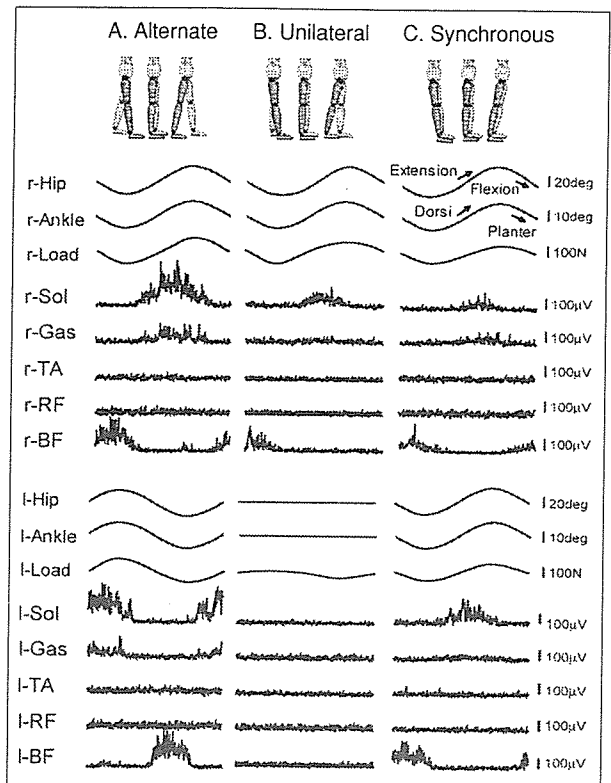 A. Alternate B. Unilateral C. Synchronous
r-Hip Extension Flexion 20deg
r-Ankle Dorsi Planter 10deg
r-Load 100N
r-Sol 100μV
r-Gas 100μV
r-TA 100μV
r-RF 100μV
r-BF 100μV
l-Hip 20deg
l-Ankle 10deg
l-Load 100N
l-Sol 100μV
l-Gas 100μV
l-TA 100μV
l-RF 100μV
l-BF 100μV